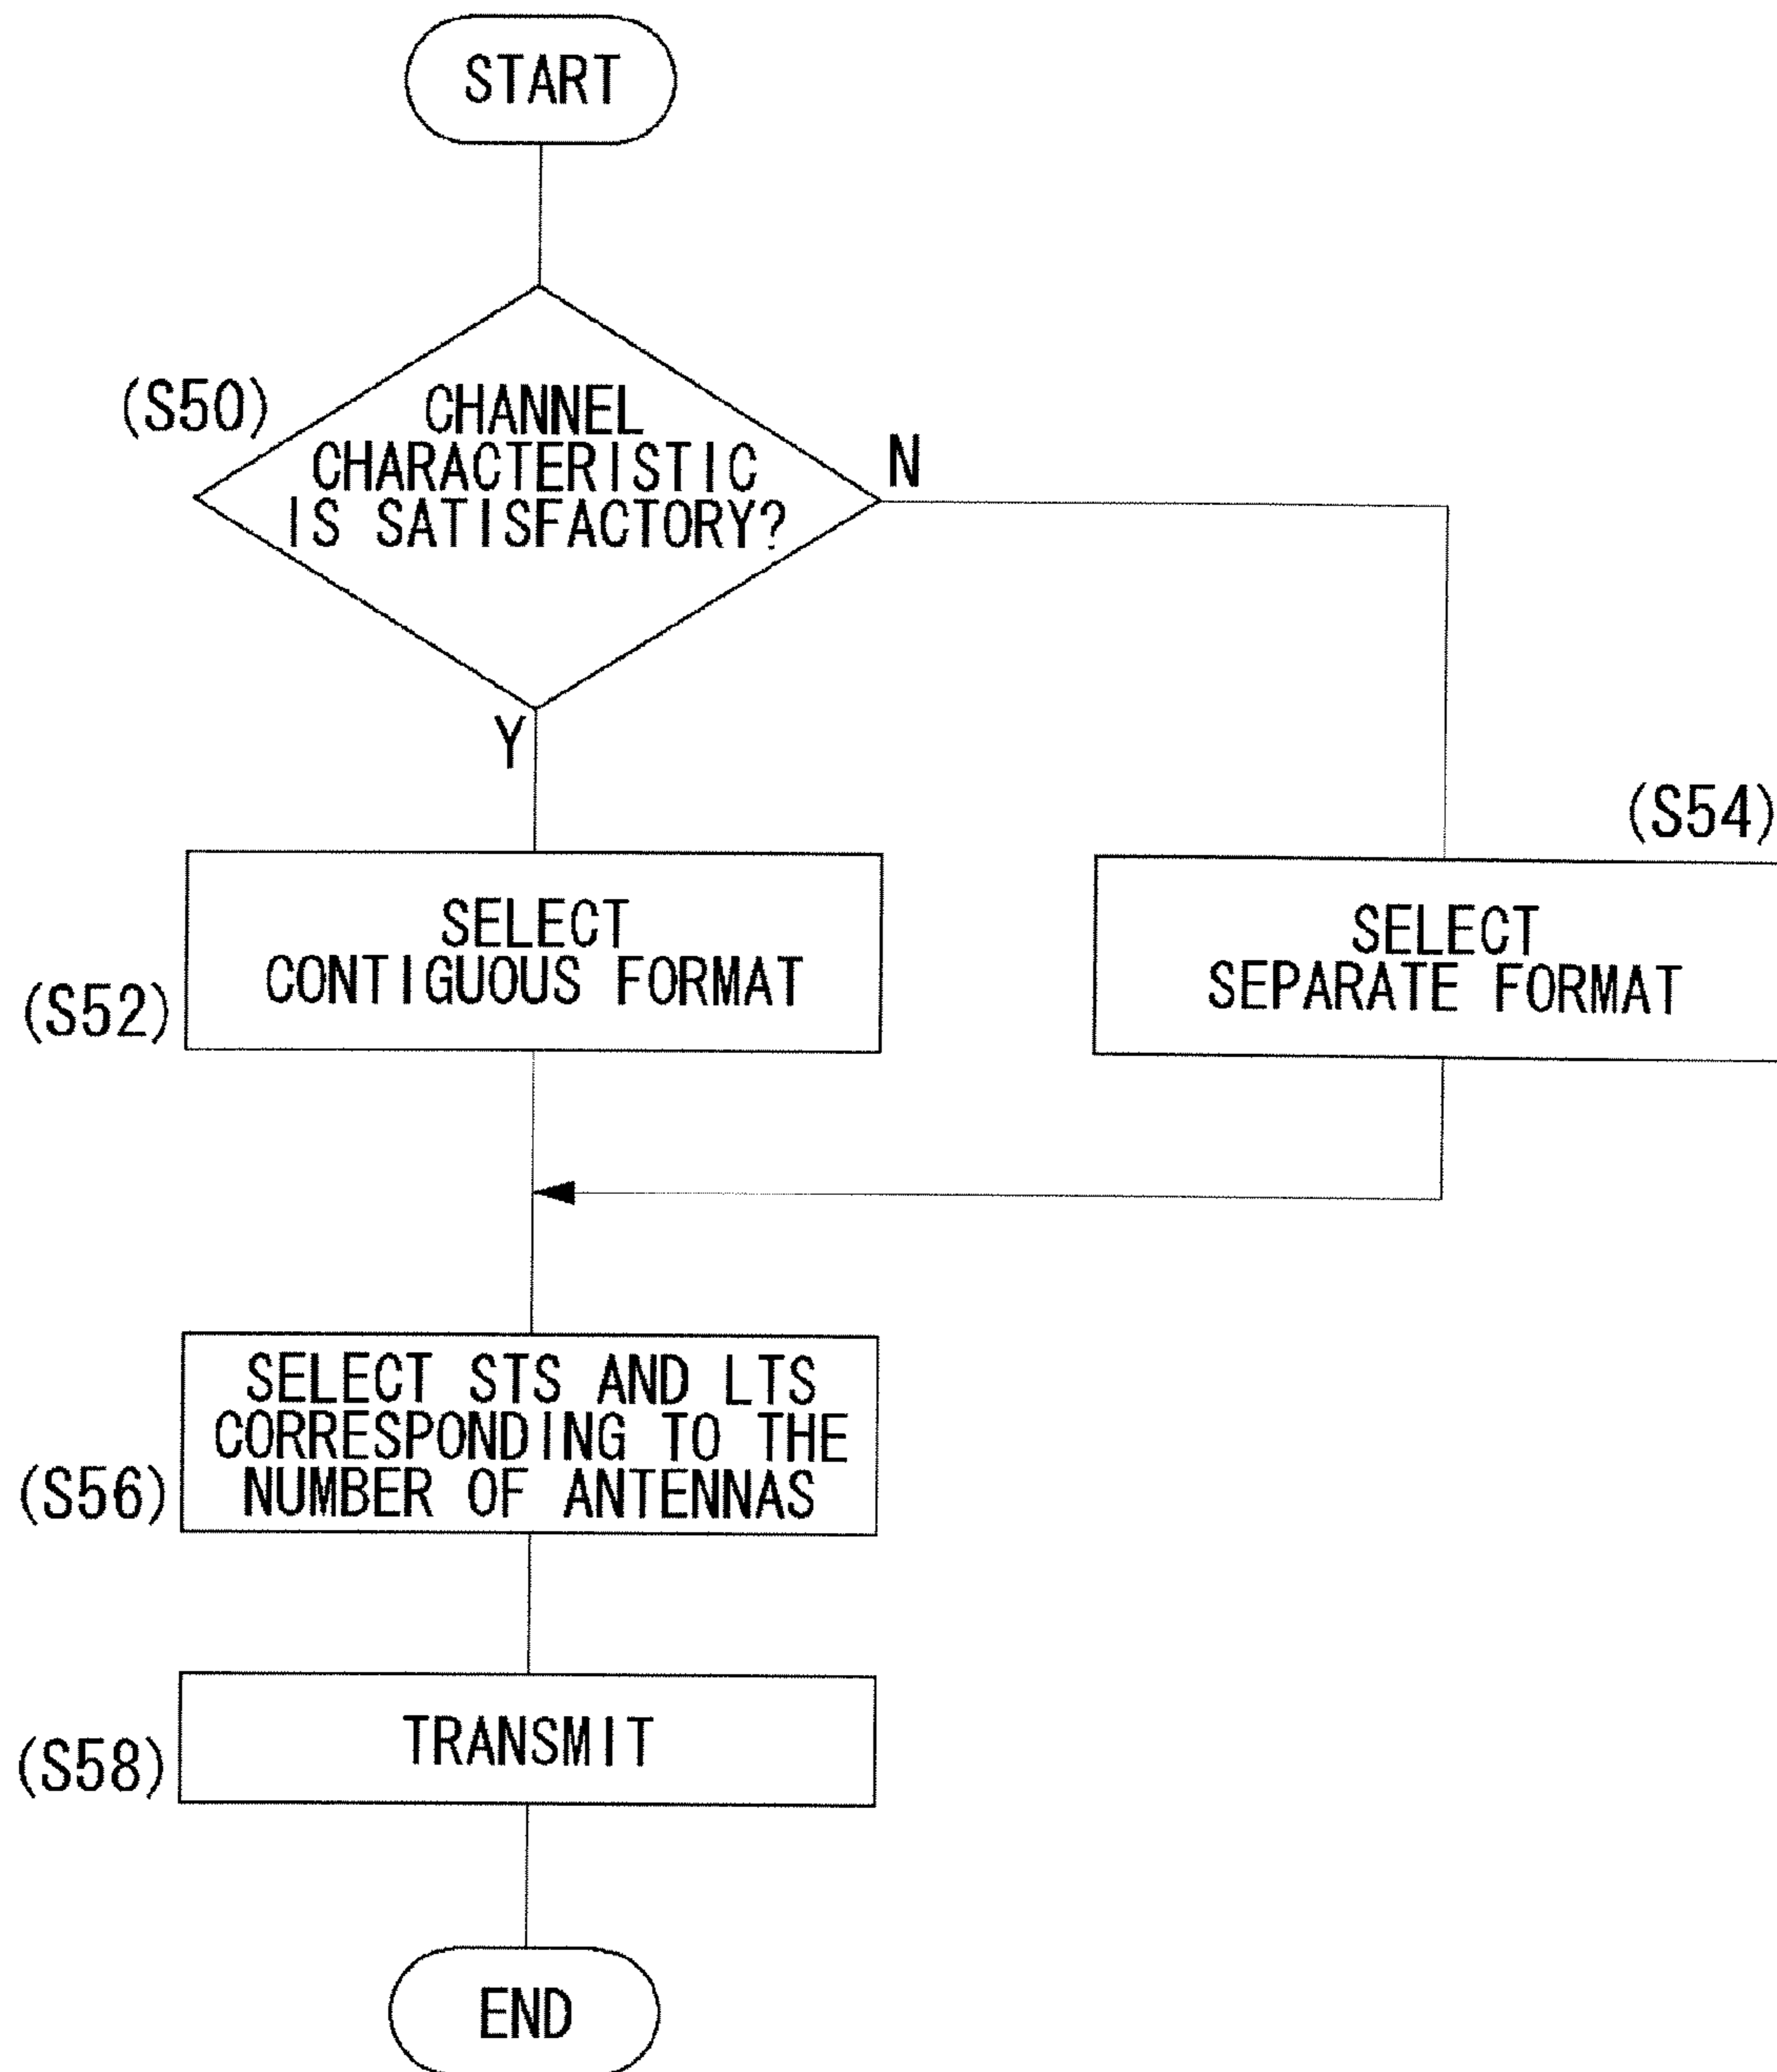 START
(S50)
CHANNEL
CHARACTERISTIC
IS SATISFACTORY?
N
Y
(S54)
SELECT
CONTIGUOUS FORMAT
(S52)
SELECT
SEPARATE FORMAT
SELECT STS AND LTS
CORRESPONDING TO THE
NUMBER OF ANTENNAS
(S56)
TRANSMIT
(S58)
END